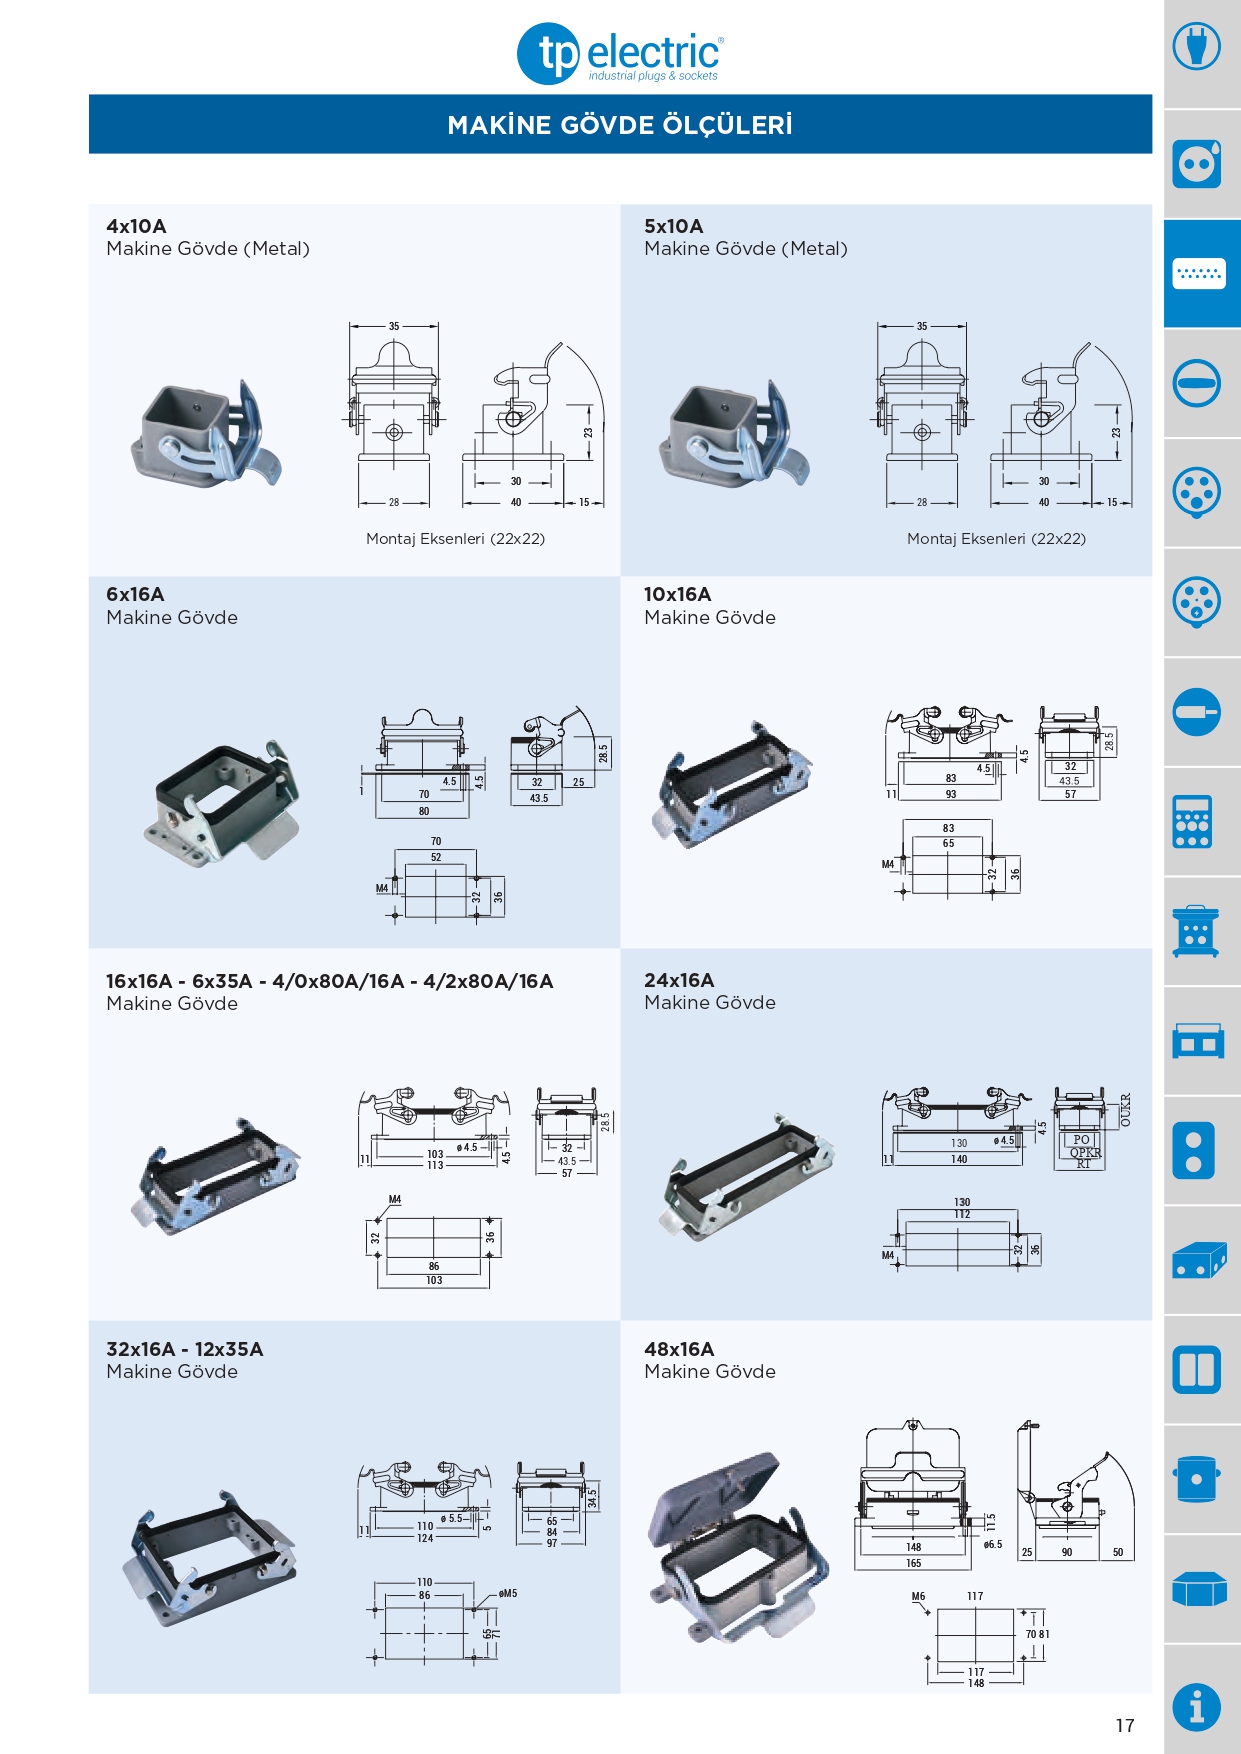 tp electric®
industrial plugs & sockets
MAKİNE GÖVDE ÖLÇÜLERİ
4x10A
Makine Gövde (Metal)
35
23
30
28
40
15
Montaj Eksenleri (22x22)
5x10A
Makine Gövde (Metal)
35
23
30
28
40
15
Montaj Eksenleri (22x22)
6x16A
Makine Gövde
28.5
4.5
4.5
32
25
1
70
43.5
80
70
52
M4
32
36
10x16A
Makine Gövde
28.5
4.5
4.5
32
83
43.5
11
93
57
83
65
M4
32
36
16x16A - 6x35A - 4/0x80A/16A - 4/2x80A/16A
Makine Gövde
28.5
ø 4.5
32
103
4.5
11
113
43.5
57
M4
32
36
86
103
24x16A
Makine Gövde
OUKR
4.5
130
ø 4.5
PO
11
140
QPKR
RT
130
112
M4
32
36
32x16A - 12x35A
Makine Gövde
34.5
ø 5.5
65
11
110
5
84
124
97
110
86
øM5
65
71
48x16A
Makine Gövde
11.5
148
ø6.5
25
90
50
165
M6
117
70 81
117
148
17